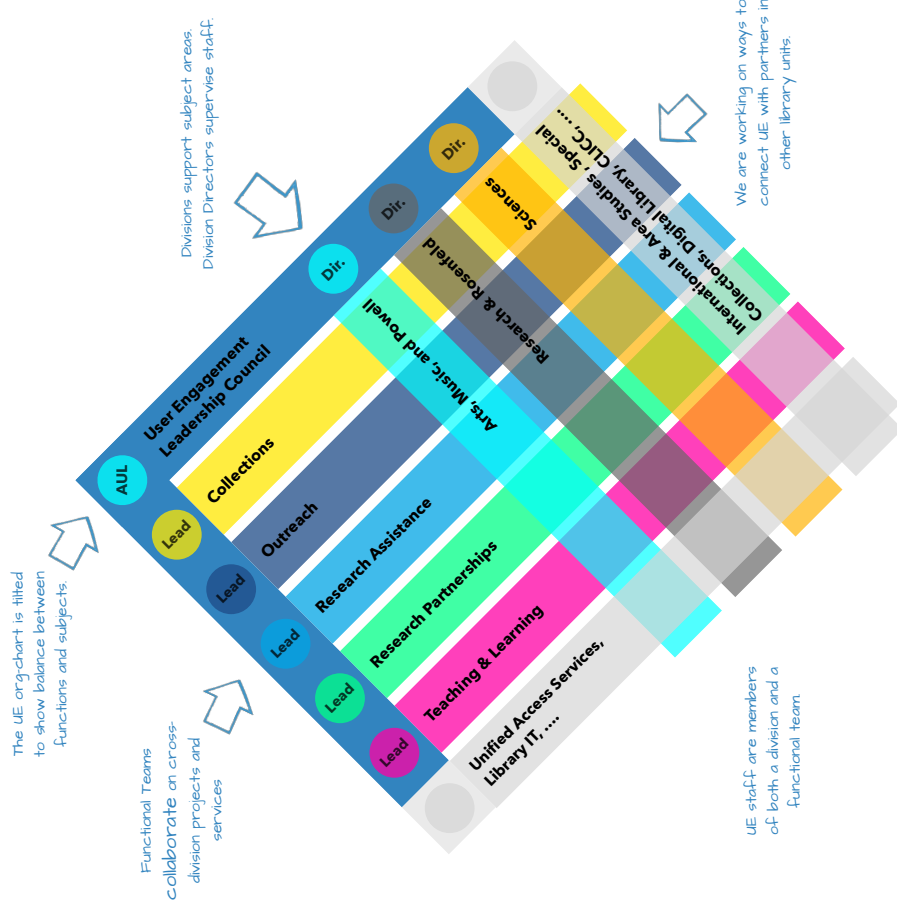 The UE org-chart is tilted
to show balance between
functions and subjects.
Divisions support subject areas.
Division Directors supervise staff.
We are working on ways to
connect UE with partners in
other library units.
Functional Teams
collaborate on cross-
division projects and
services
UE staff are members
of both a division and a
functional team
AUL
User Engagement
Leadership Council
Dir.
Dir.
Dir.
Lead
Lead
Lead
Lead
Lead
Collections
Outreach
Research Assistance
Research Partnerships
Teaching & Learning
Unified Access Services,
Library IT, ....
Arts, Music, and Powell
Research & Rosenfeld
Sciences
International & Area Studies, Special
Collections, Digital Library, CLICC, ....